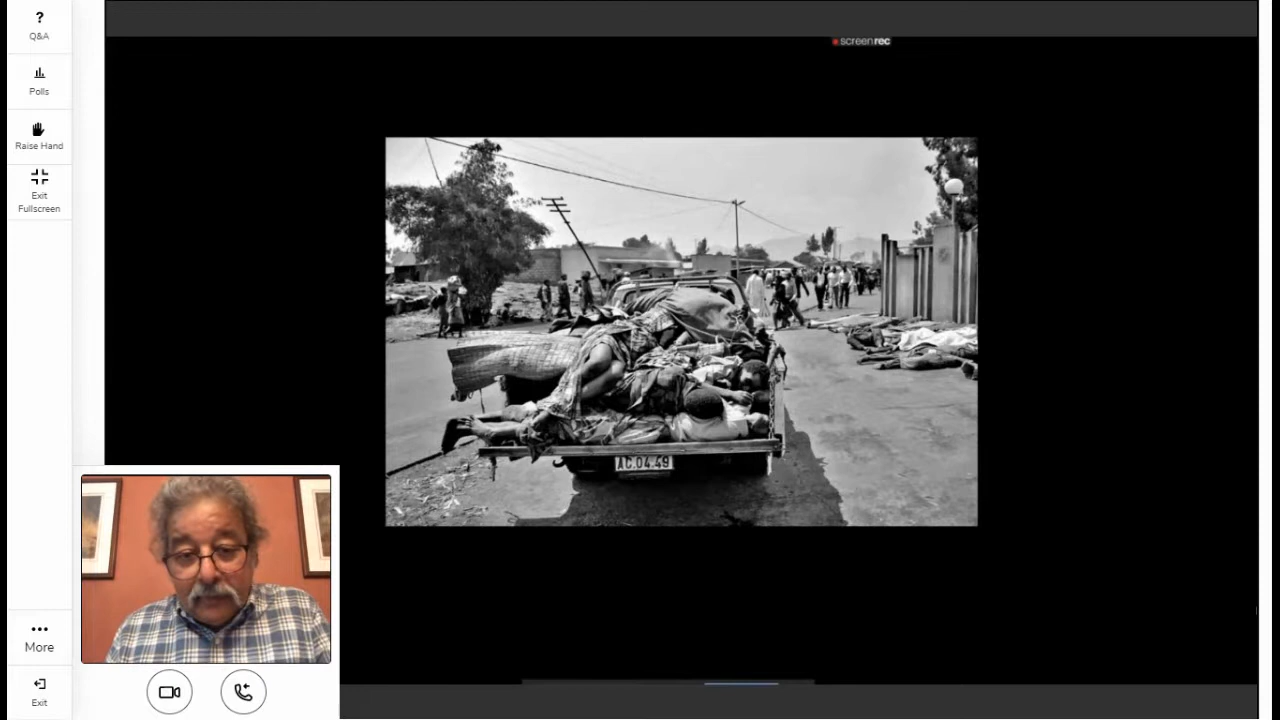 ?
Q&A
Polls
Raise Hand
Exit
Fullscreen
screenrec
AC.04.49
More
Exit